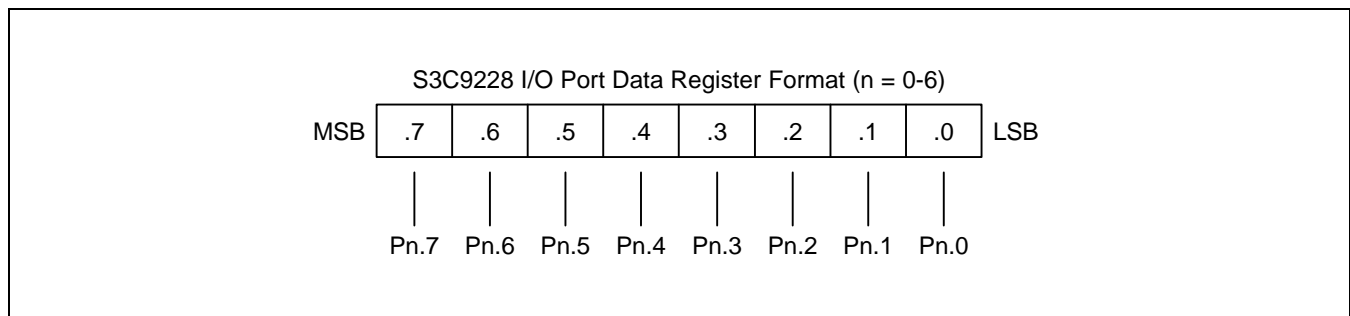 S3C9228 I/O Port Data Register Format (n = 0-6)
MSB .7 .6 .5 .4 .3 .2 .1 .0 LSB
Pn.7 Pn.6 Pn.5 Pn.4 Pn.3 Pn.2 Pn.1 Pn.0